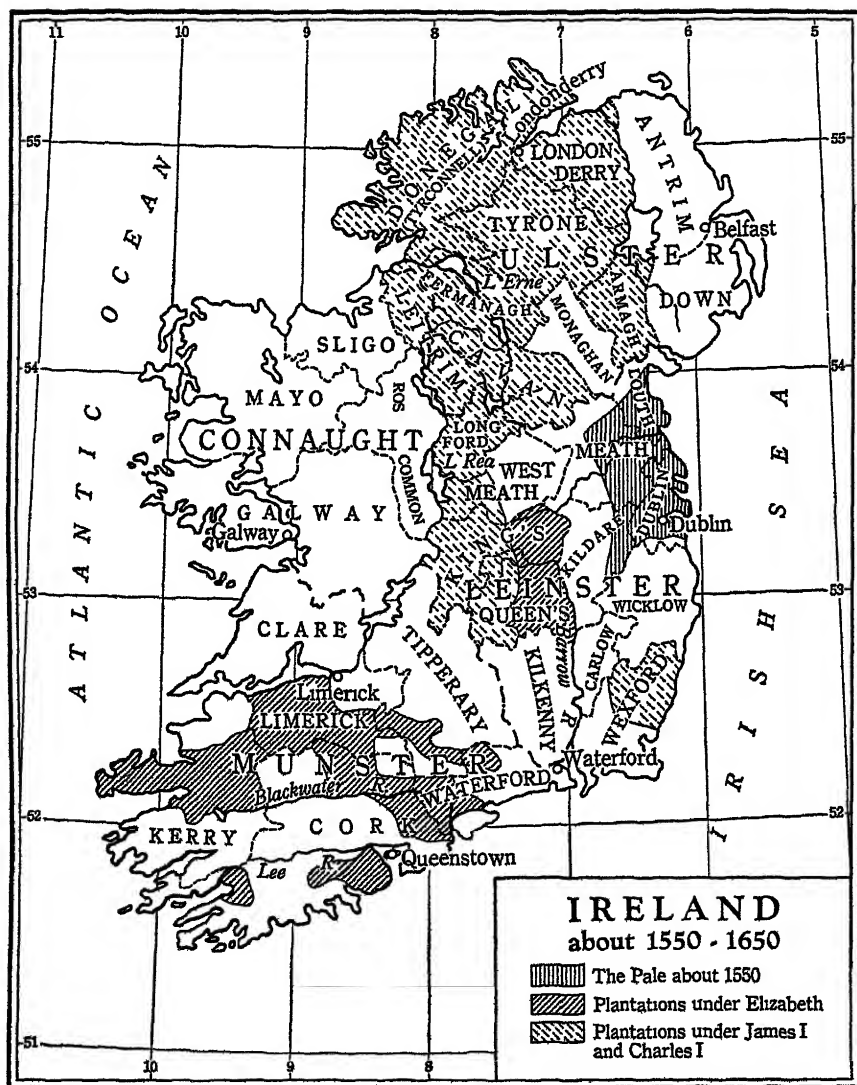 11 10 9 8 7 6 5
55 55
54 54
53 53
52 52
51 51
10 9 8
ATLANTIC OCEAN
IRISH SEA
DONEGAL
TYRCONNELL
Londonderry
LONDON
DERRY
ANTRIM
TYRONE
Belfast
ULSTER
L Erne
FERMANAGH
ARMAGH
DOWN
MONAGHAN
LEITRIM
CAVAN
SLIGO
MAYO
ROS
COMMON
CONNAUGHT
LOUTH
LONG
FORD
L Rea
WEST
MEATH
MEATH
DUBLIN
Dublin
GALWAY
Galway
KING'S
KILDARE
LEINSTER
QUEEN'S
WICKLOW
CLARE
TIPPERARY
KILKENNY
Barrow R
CARLOW
WEXFORD
Limerick
LIMERICK
MUNSTER
Blackwater R
WATERFORD
Waterford
KERRY
CORK
Lee R
Queenstown
IRELAND
about 1550 - 1650
The Pale about 1550
Plantations under Elizabeth
Plantations under James I
and Charles I